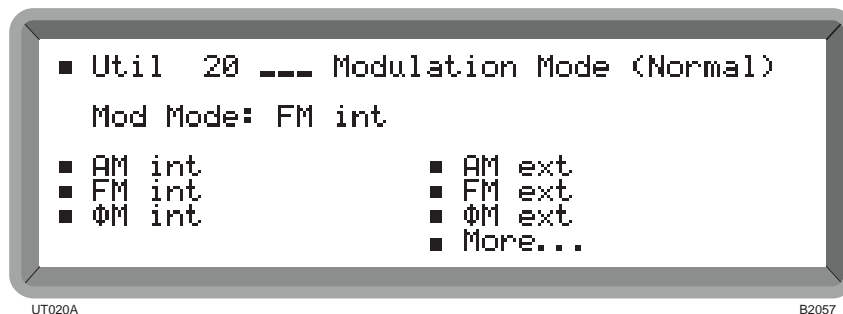 ▪ Util 20 ___ Modulation Mode (Normal)
Mod Mode: FM int
▪ AM int ▪ AM ext
▪ FM int ▪ FM ext
▪ ΦM int ▪ ΦM ext
▪ More...
UT020A B2057